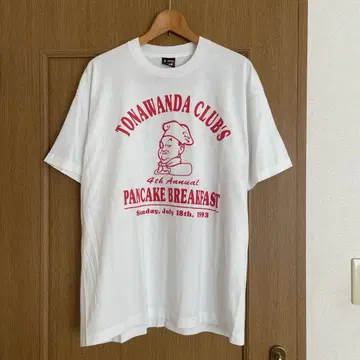 TONAWANDA CLUB'S
4th Annual
PANCAKE BREAKFAST
Sunday, July 18th, 1993